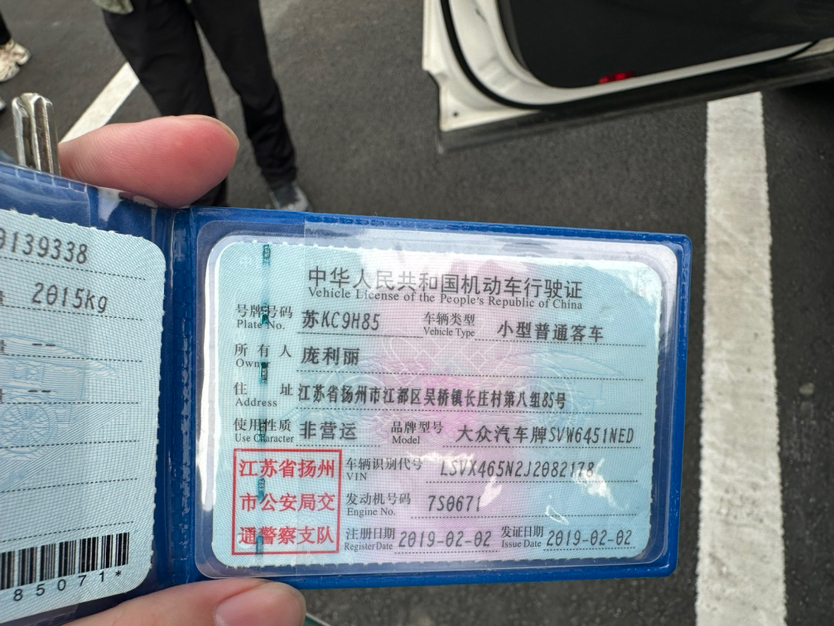 0139338
量 2015kg
量
量
85071*
中华人民共和国机动车行驶证
Vehicle License of the People's Republic of China
号牌号码 Plate No. 苏KC9H85 车辆类型 Vehicle Type 小型普通客车
所有人 Owner 庞利丽
住址 Address 江苏省扬州市江都区吴桥镇长庄村第八组85号
使用性质 Use Character 非营运 品牌型号 Model 大众汽车牌SVW6451NED
江苏省扬州
市公安局交
通警察支队
车辆识别代号 VIN LSVX465N2J2082178
发动机号码 Engine No. 7S0671
注册日期 Register Date 2019-02-02 发证日期 Issue Date 2019-02-02